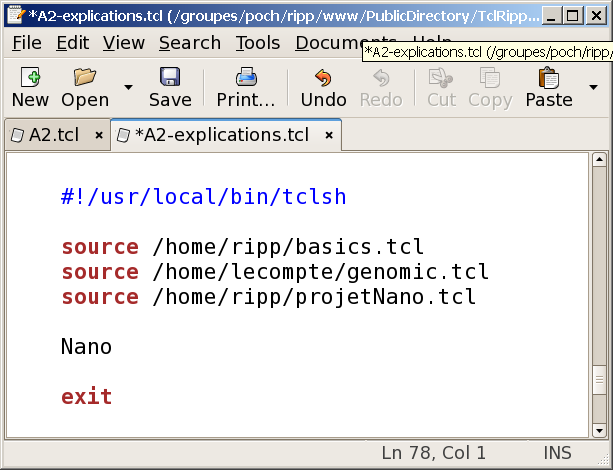 *A2-explications.tcl (/groupes/poch/ripp/www/PublicDirectory/TclRipp...
File Edit View Search Tools Documents Help
*A2-explications.tcl (/groupes/poch/ripp/
New Open Save Print... Undo Redo Cut Copy Paste
A2.tcl *A2-explications.tcl
#!/usr/local/bin/tclsh
source /home/ripp/basics.tcl
source /home/lecompte/genomic.tcl
source /home/ripp/projetNano.tcl
Nano
exit
Ln 78, Col 1 INS